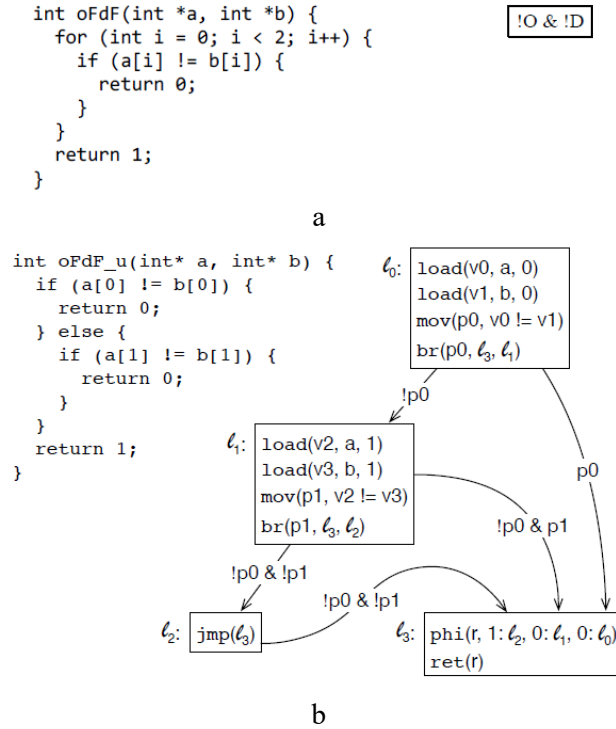 int oFdF(int *a, int *b) {
for (int i = 0; i < 2; i++) {
if (a[i] != b[i]) {
return 0;
}
}
return 1;
}
!O & !D
a
int oFdF_u(int* a, int* b) {
if (a[0] != b[0]) {
return 0;
} else {
if (a[1] != b[1]) {
return 0;
}
}
return 1;
}
ℓ₀:
load(v0, a, 0)
load(v1, b, 0)
mov(p0, v0 != v1)
br(p0, ℓ₃, ℓ₁)
!p0
p0
ℓ₁:
load(v2, a, 1)
load(v3, b, 1)
mov(p1, v2 != v3)
br(p1, ℓ₃, ℓ₂)
!p0 & p1
!p0 & !p1
!p0 & !p1
ℓ₂: jmp(ℓ₃)
ℓ₃: phi(r, 1: ℓ₂, 0: ℓ₁, 0: ℓ₀)
ret(r)
b